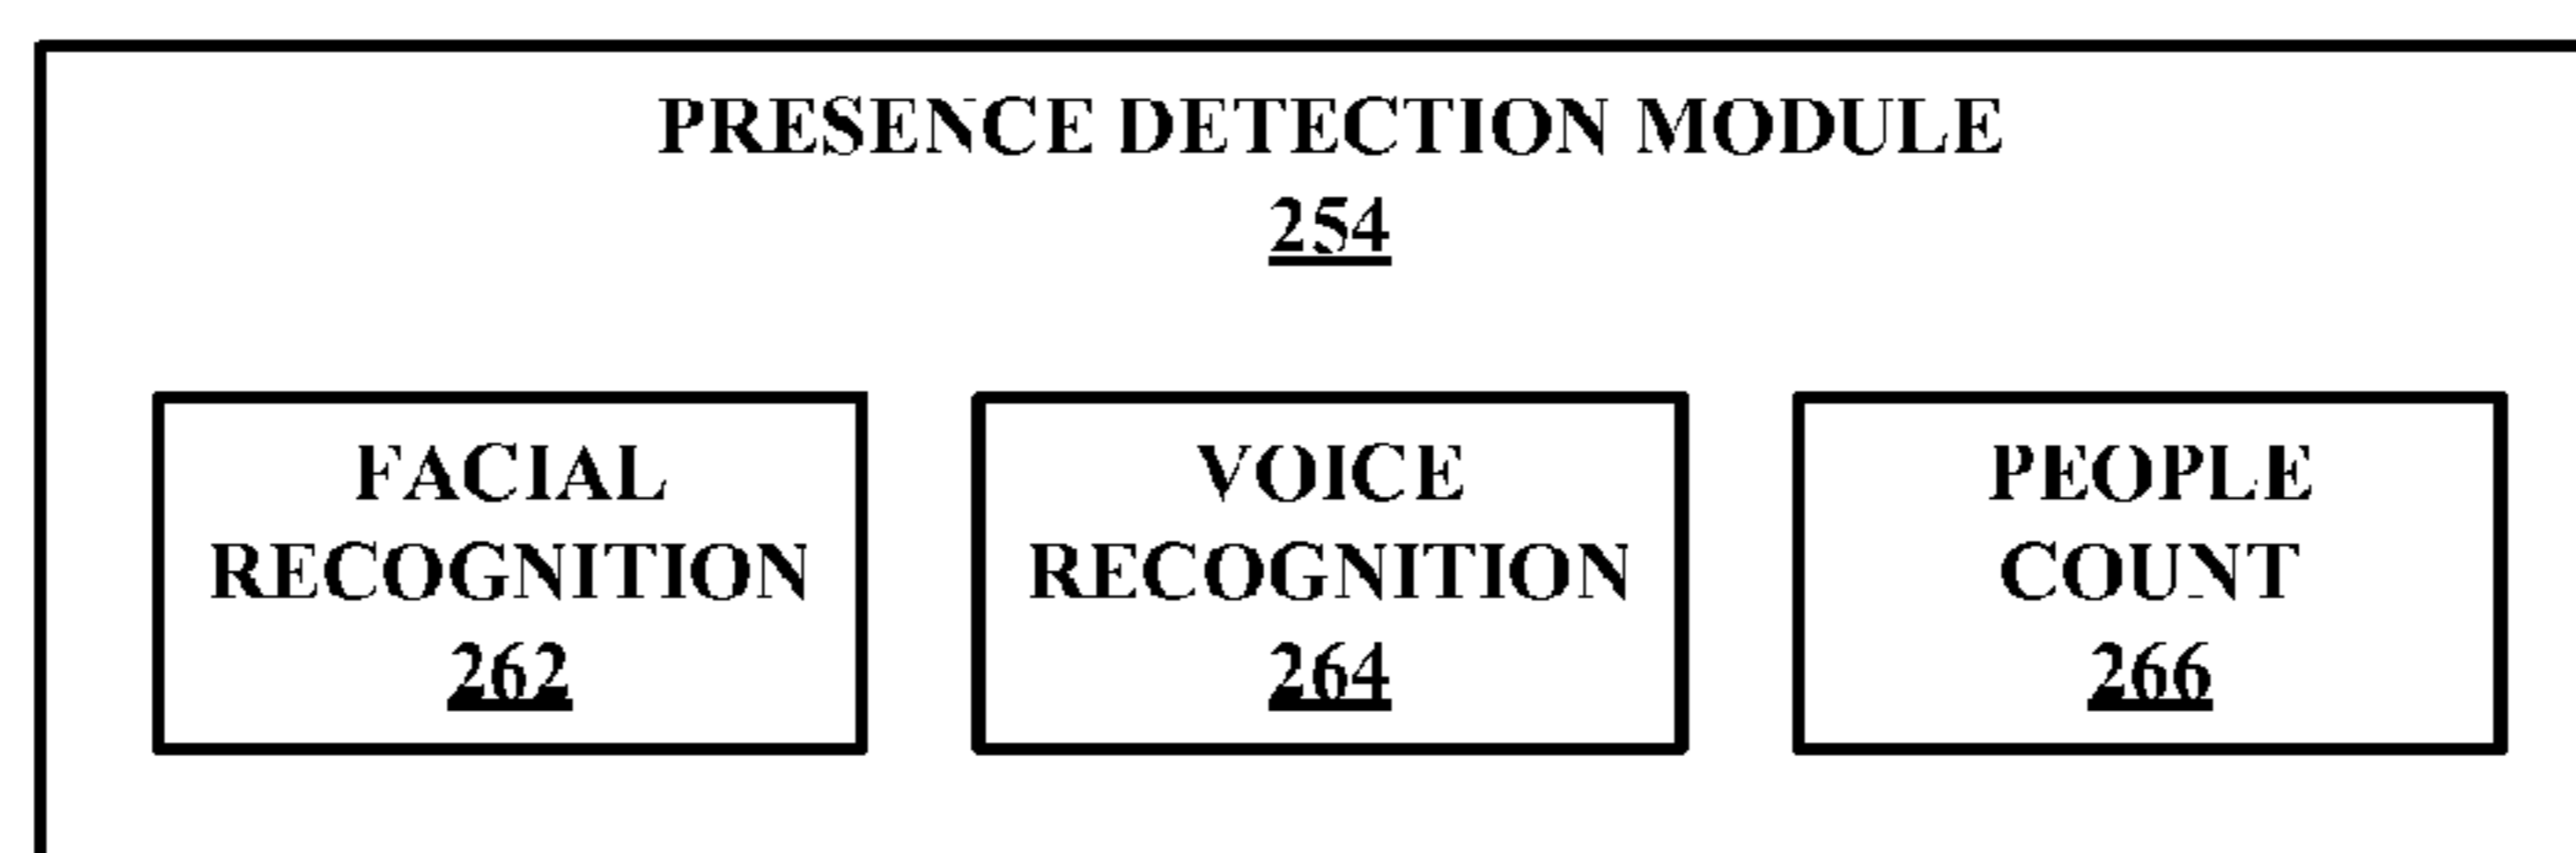 PRESENCE DETECTION MODULE
254
FACIAL
RECOGNITION
262
VOICE
RECOGNITION
264
PEOPLE
COUNT
266